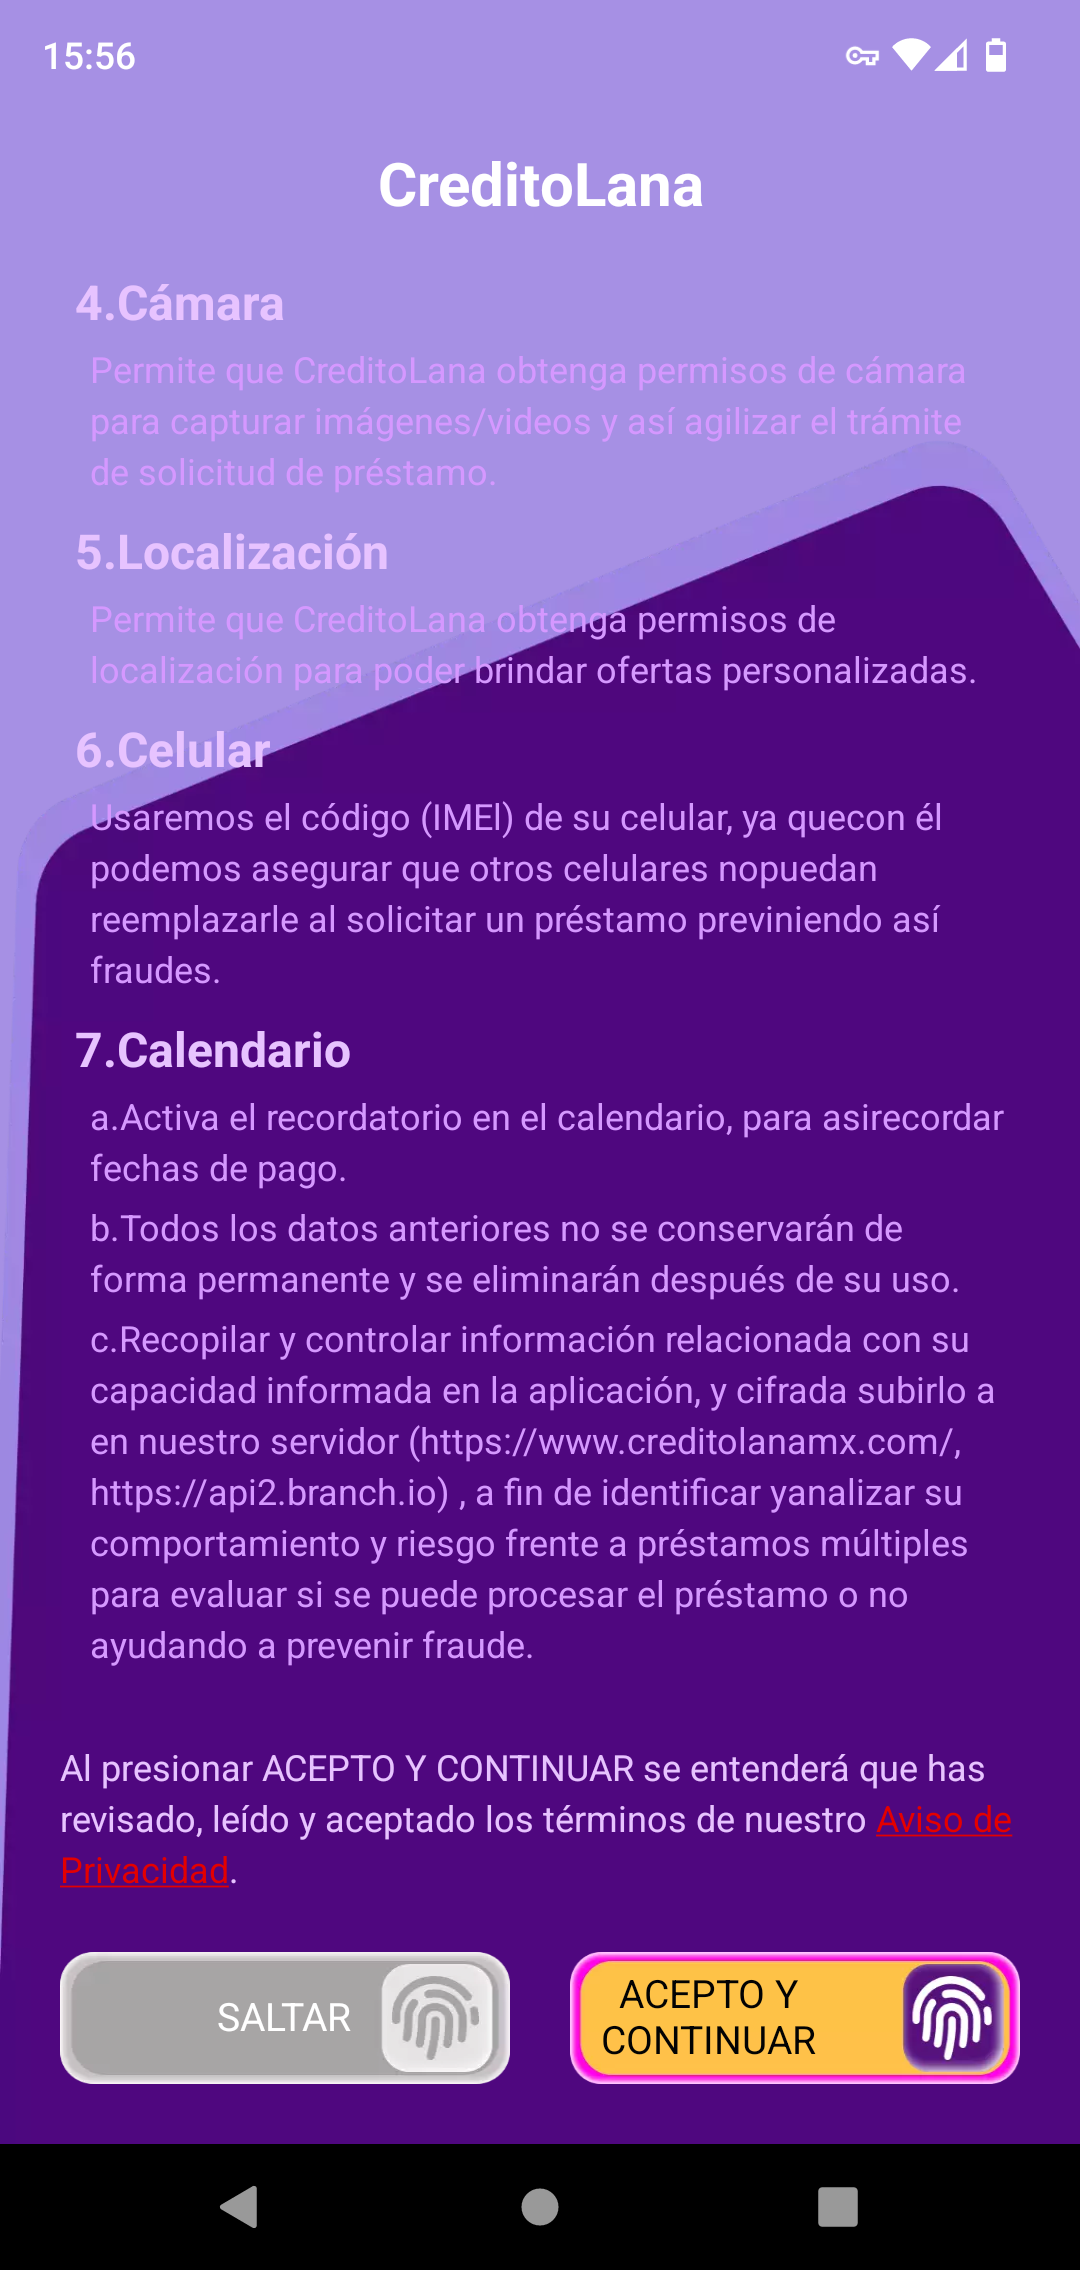 15:56
CreditoLana
4.Cámara
Permite que CreditoLana obtenga permisos de cámara
para capturar imágenes/videos y así agilizar el trámite
de solicitud de préstamo.
5.Localización
Permite que CreditoLana obtenga permisos de
localización para poder brindar ofertas personalizadas.
6.Celular
Usaremos el código (IMEl) de su celular, ya quecon él
podemos asegurar que otros celulares nopuedan
reemplazarle al solicitar un préstamo previniendo así
fraudes.
7.Calendario
a.Activa el recordatorio en el calendario, para asirecordar
fechas de pago.
b.Todos los datos anteriores no se conservarán de
forma permanente y se eliminarán después de su uso.
c.Recopilar y controlar información relacionada con su
capacidad informada en la aplicación, y cifrada subirlo a
en nuestro servidor (https://www.creditolanamx.com/,
https://api2.branch.io) , a fin de identificar yanalizar su
comportamiento y riesgo frente a préstamos múltiples
para evaluar si se puede procesar el préstamo o no
ayudando a prevenir fraude.
Al presionar ACEPTO Y CONTINUAR se entenderá que has
revisado, leído y aceptado los términos de nuestro Aviso de
Privacidad.
SALTAR
ACEPTO Y
CONTINUAR